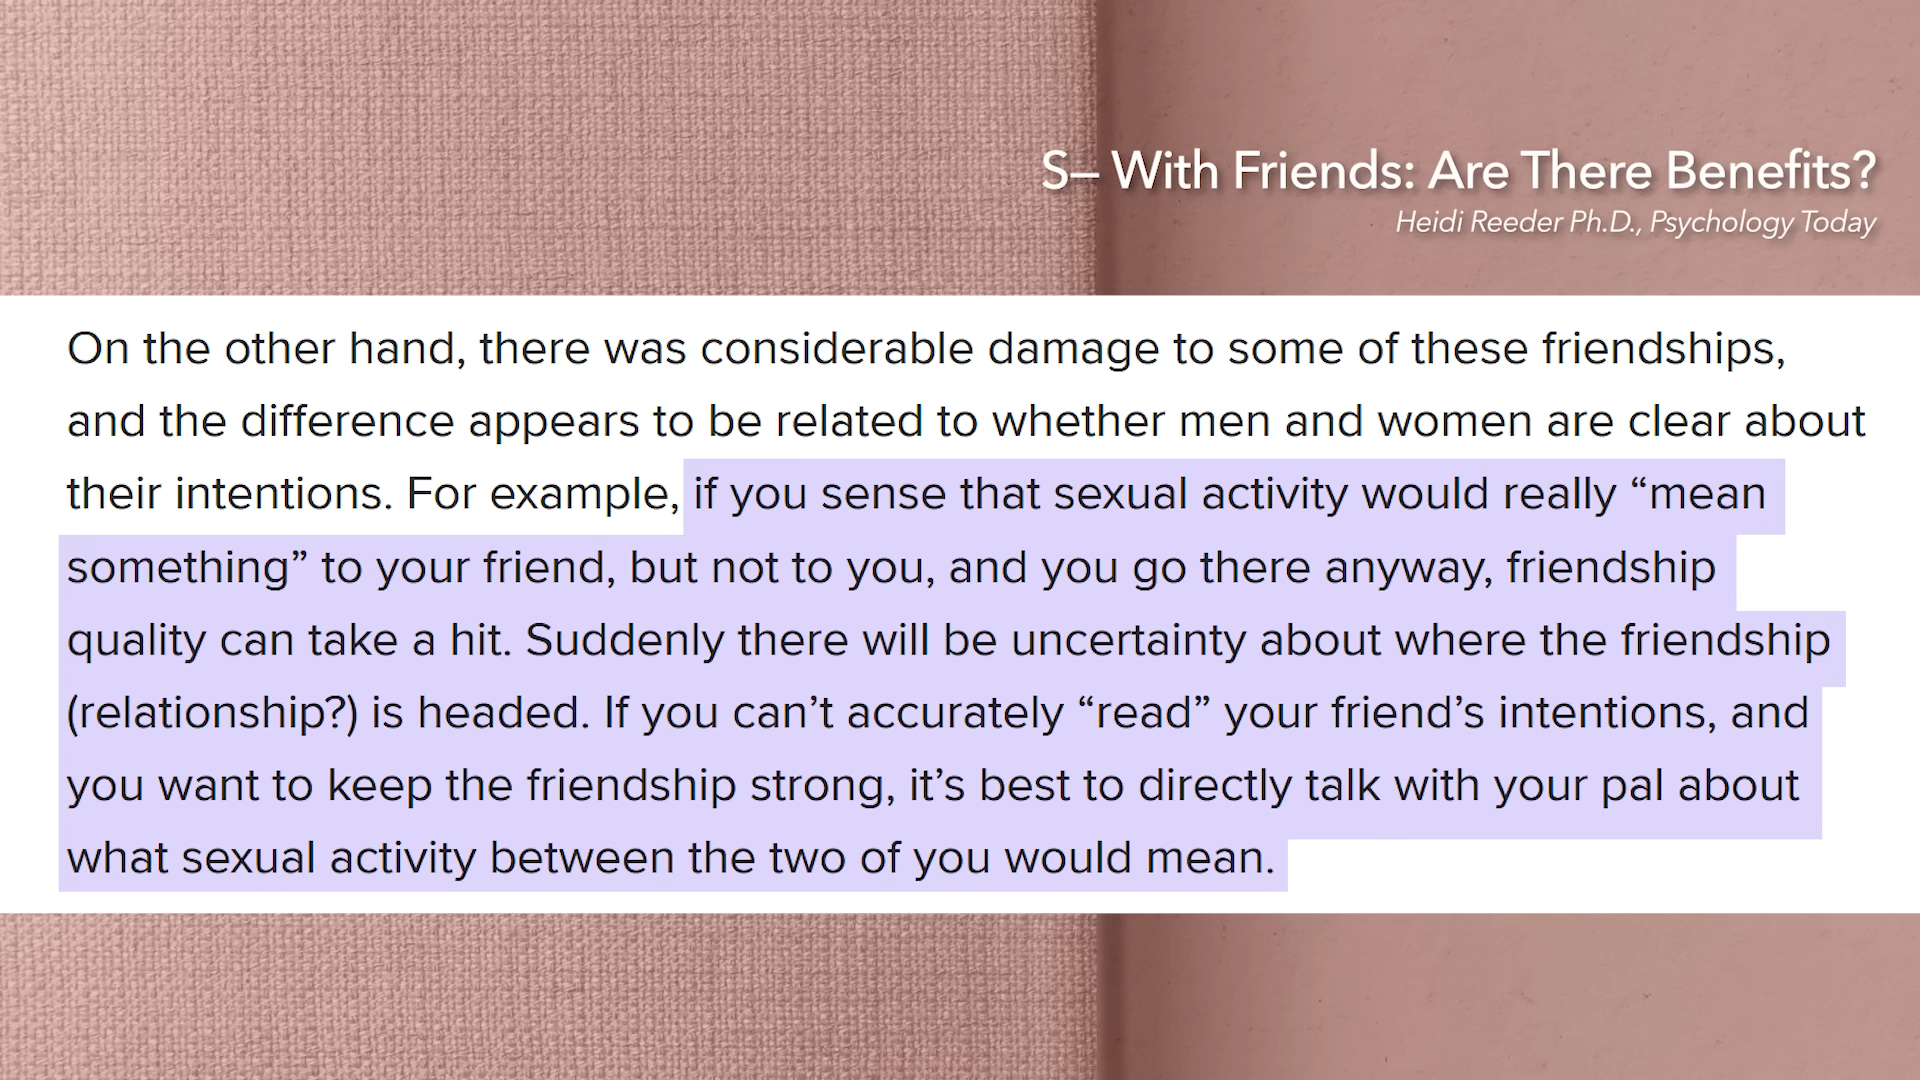 S– With Friends: Are There Benefits?
Heidi Reeder Ph.D., Psychology Today
On the other hand, there was considerable damage to some of these friendships,
and the difference appears to be related to whether men and women are clear about
their intentions. For example, if you sense that sexual activity would really “mean
something” to your friend, but not to you, and you go there anyway, friendship
quality can take a hit. Suddenly there will be uncertainty about where the friendship
(relationship?) is headed. If you can’t accurately “read” your friend’s intentions, and
you want to keep the friendship strong, it’s best to directly talk with your pal about
what sexual activity between the two of you would mean.